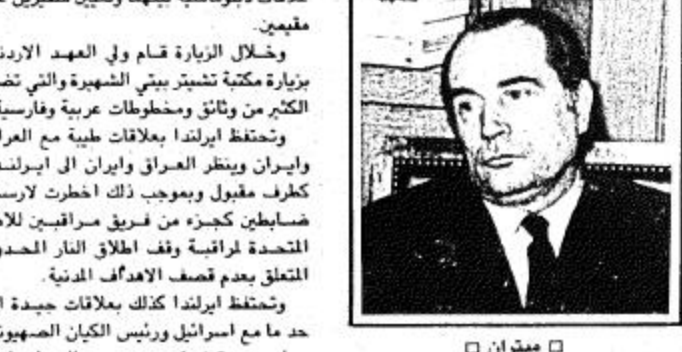 مقيمين.
وخلال الزيارة قام ولي العهد الاردني
بزيارة مكتبة تشيتر بيتي الشهيرة والتي تضم
الكثير من وثائق ومخطوطات عربية وفارسية
وتحتفظ ايرلندا بعلاقات طيبة مع العراق
وايران وينظر العراق وايران الى ايرلندا
كطرف مقبول وبموجب ذلك اخطرت لارسال
ضابطين كجزء من فريق مراقبين للامم
المتحدة لمراقبة وقف اطلاق النار المحدود
المتعلق بعدم قصف الاهداف المدنية.
وتحتفظ ايرلندا كذلك بعلاقات جيدة الى
حد ما مع اسرائيل ورئيس الكيان الصهيوني
□ ميتران □